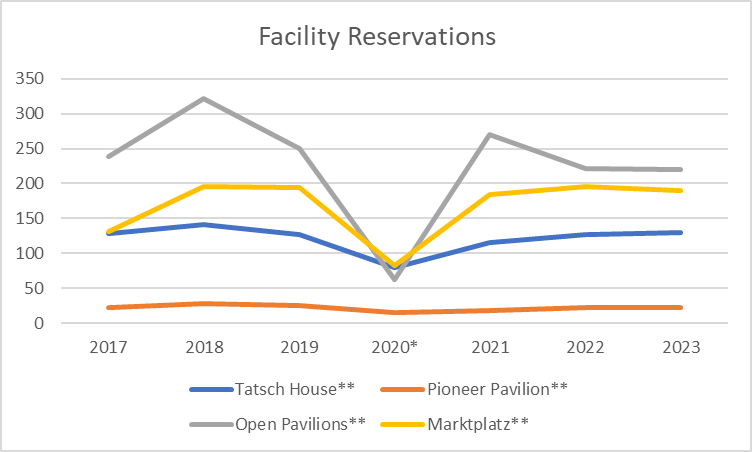 Facility Reservations
350
300
250
200
150
100
50
0
2017 2018 2019 2020* 2021 2022 2023
Tatsch House** Pioneer Pavilion**
Open Pavilions** Marktplatz**